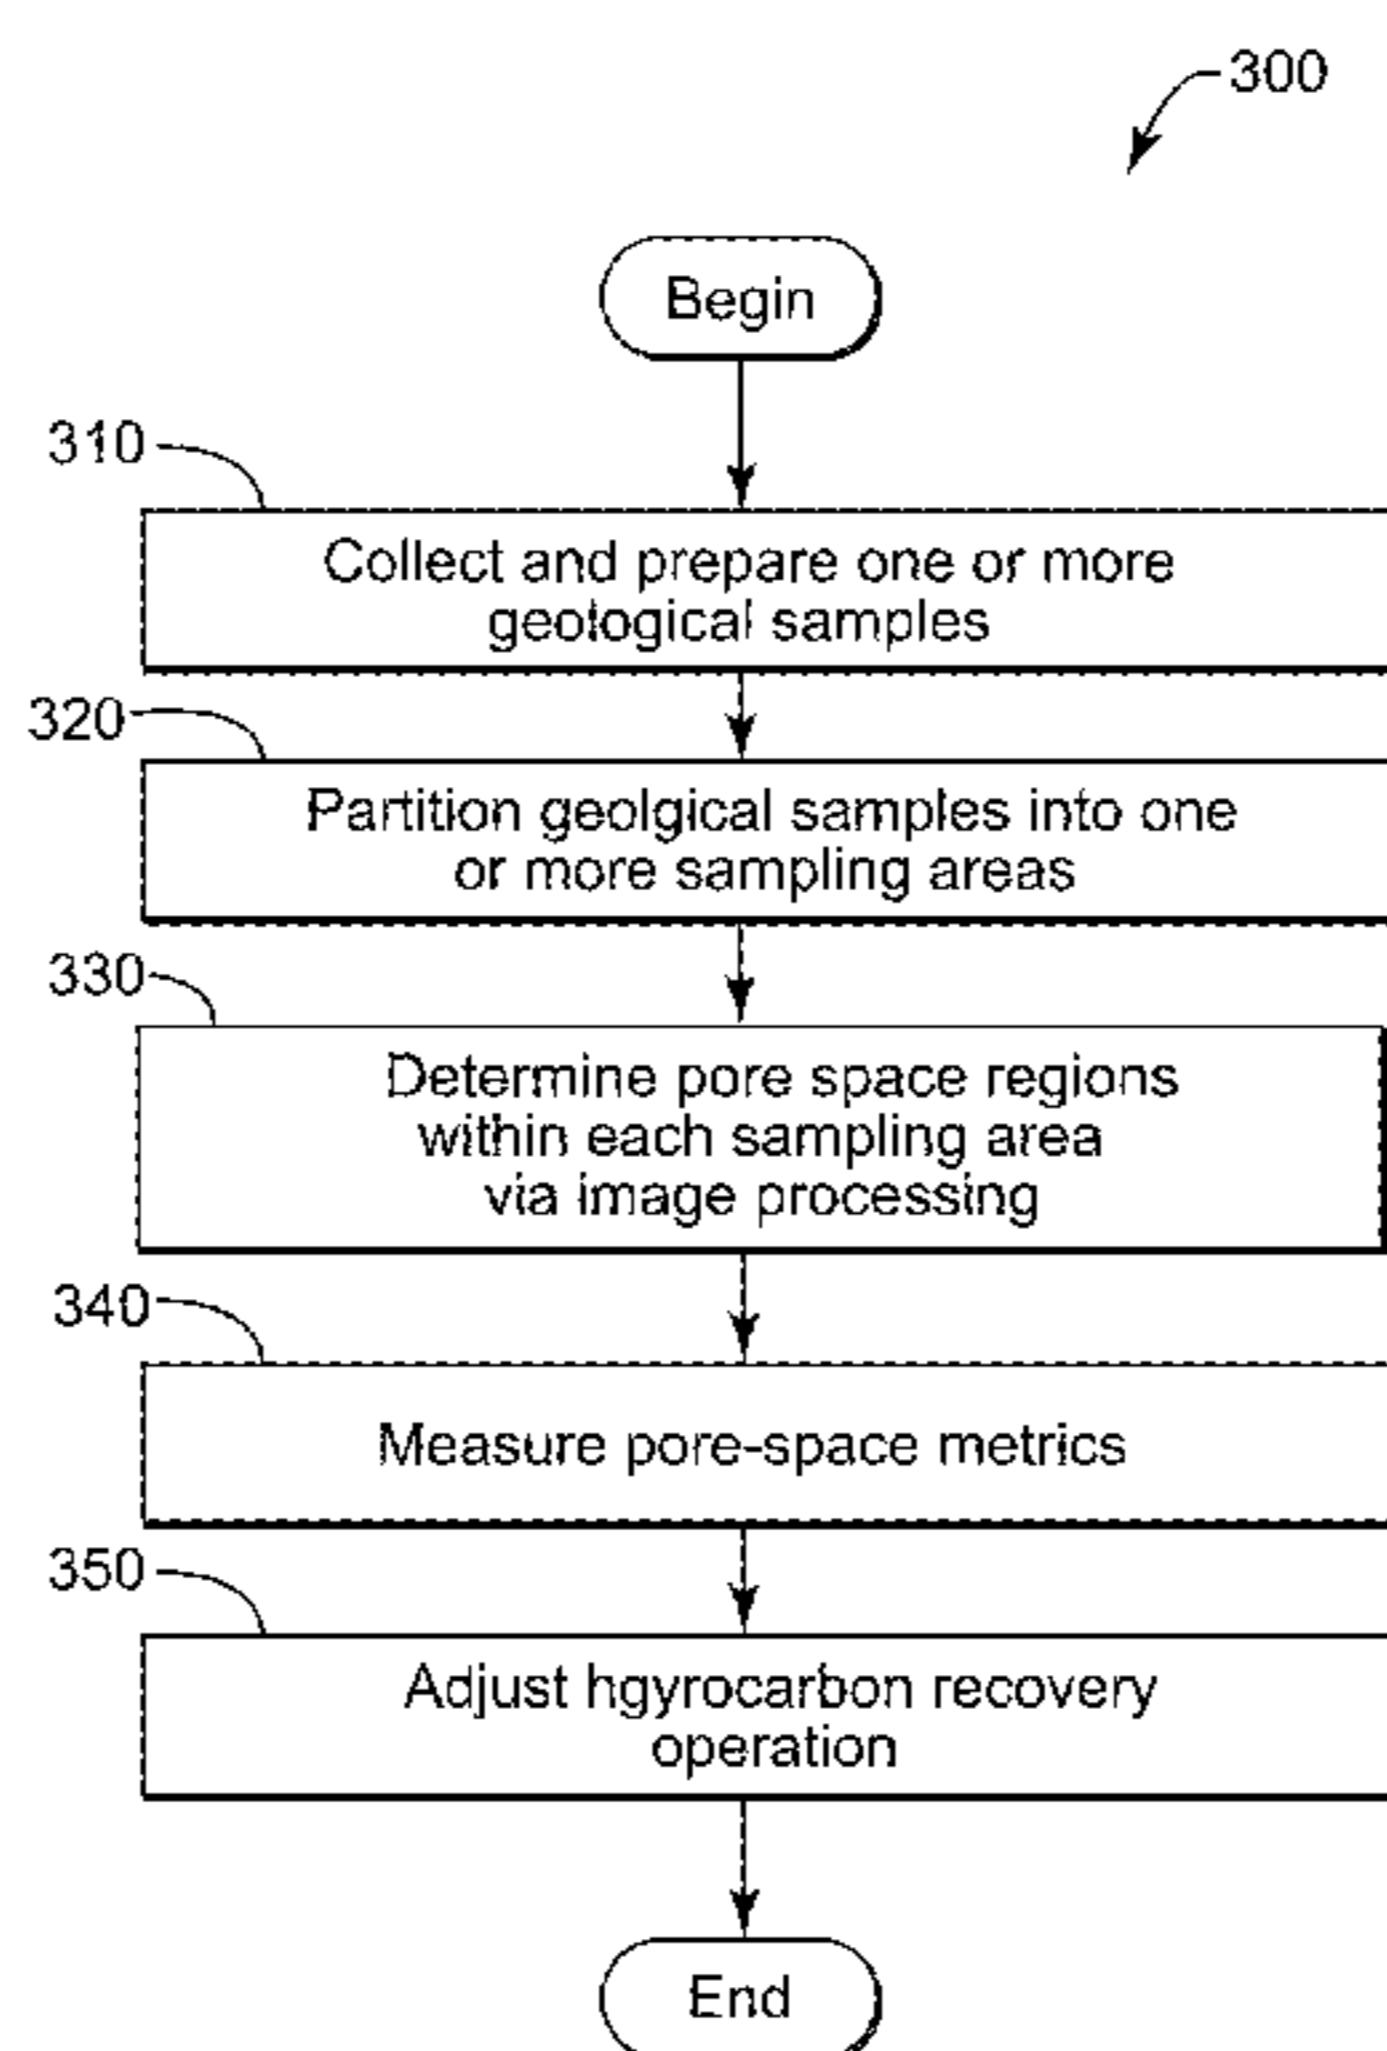 300
Begin
310
Collect and prepare one or more
geological samples
320
Partition geolgical samples into one
or more sampling areas
330
Determine pore space regions
within each sampling area
via image processing
340
Measure pore-space metrics
350
Adjust hgyrocarbon recovery
operation
End